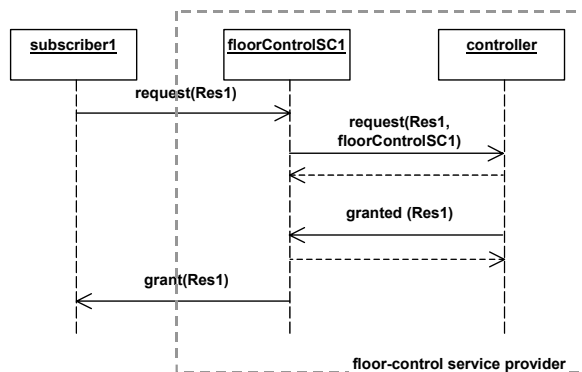 subscriber1
floorControlSC1
controller
request(Res1)
request(Res1,
floorControlSC1)
granted (Res1)
grant(Res1)
floor-control service provider